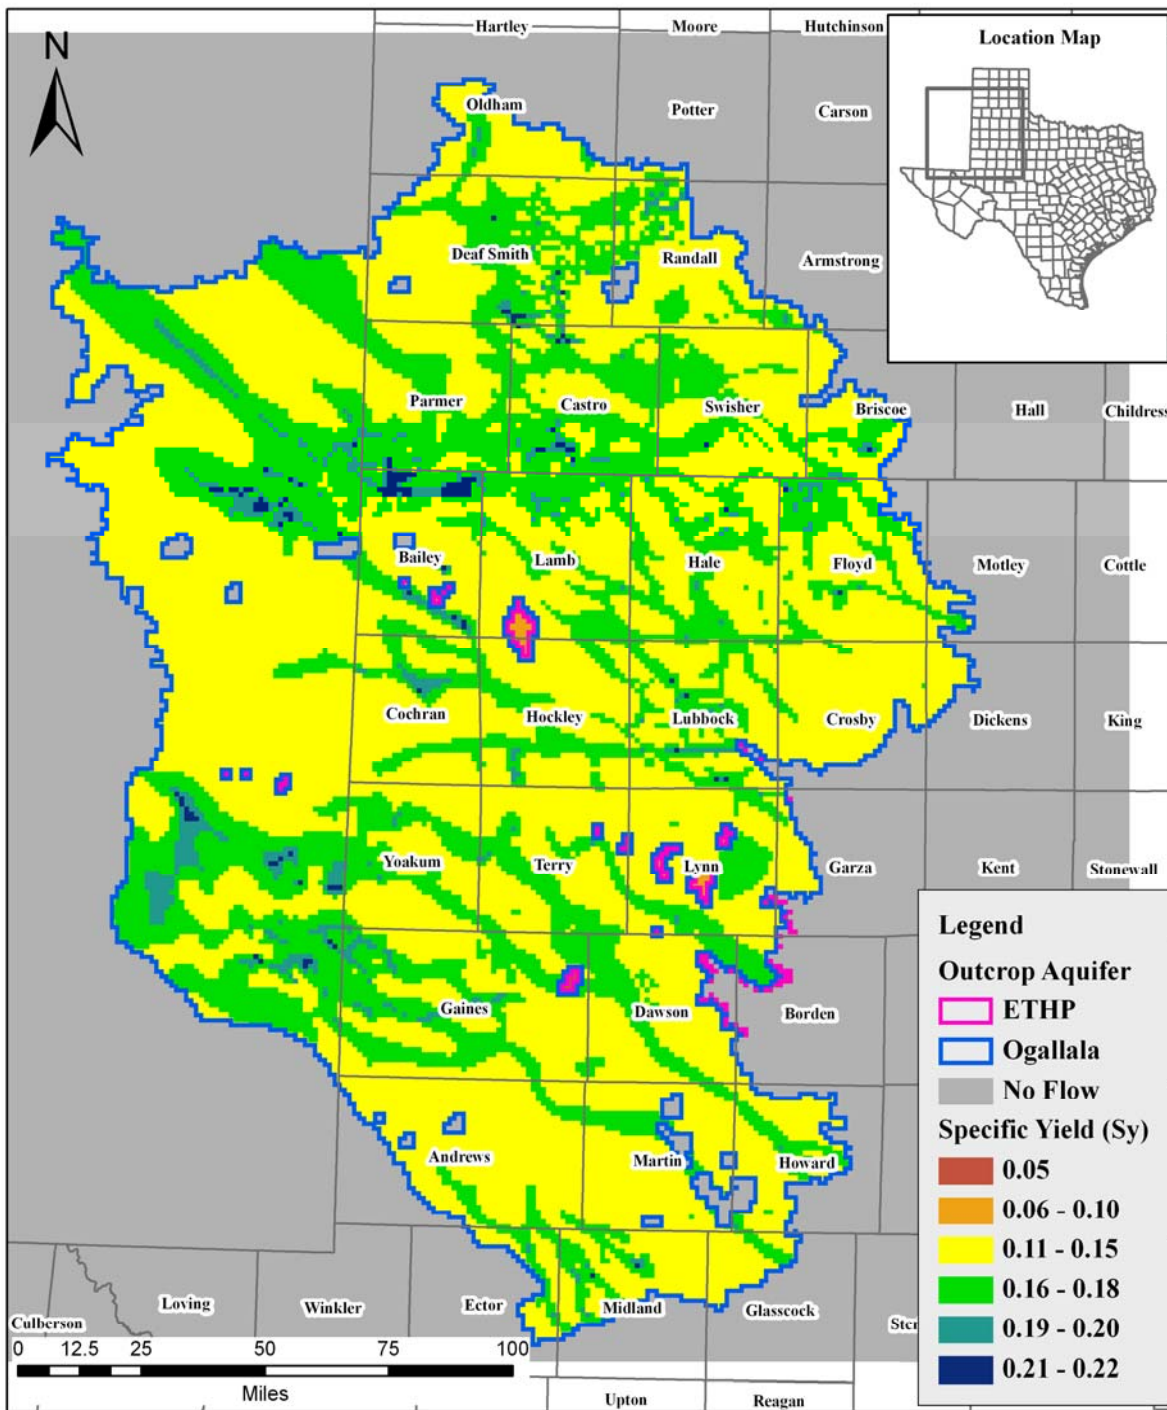 Hartley
Moore
Hutchinson
Location Map
N
Oldham
Potter
Carson
Deaf Smith
Randall
Armstrong
Parmer
Castro
Swisher
Briscoe
Hall
Childress
Bailey
Lamb
Hale
Floyd
Motley
Cottle
Cochran
Hockley
Lubbock
Crosby
Dickens
King
Yoakum
Terry
Lynn
Garza
Kent
Stonewall
Gaines
Dawson
Borden
Andrews
Martin
Howard
Culberson
Loving
Winkler
Ector
Midland
Glasscock
Upton
Reagan
Legend
Outcrop Aquifer
ETHP
Ogallala
No Flow
Specific Yield (Sy)
0.05
0.06 - 0.10
0.11 - 0.15
0.16 - 0.18
0.19 - 0.20
0.21 - 0.22
0 12.5 25 50 75 100
Miles